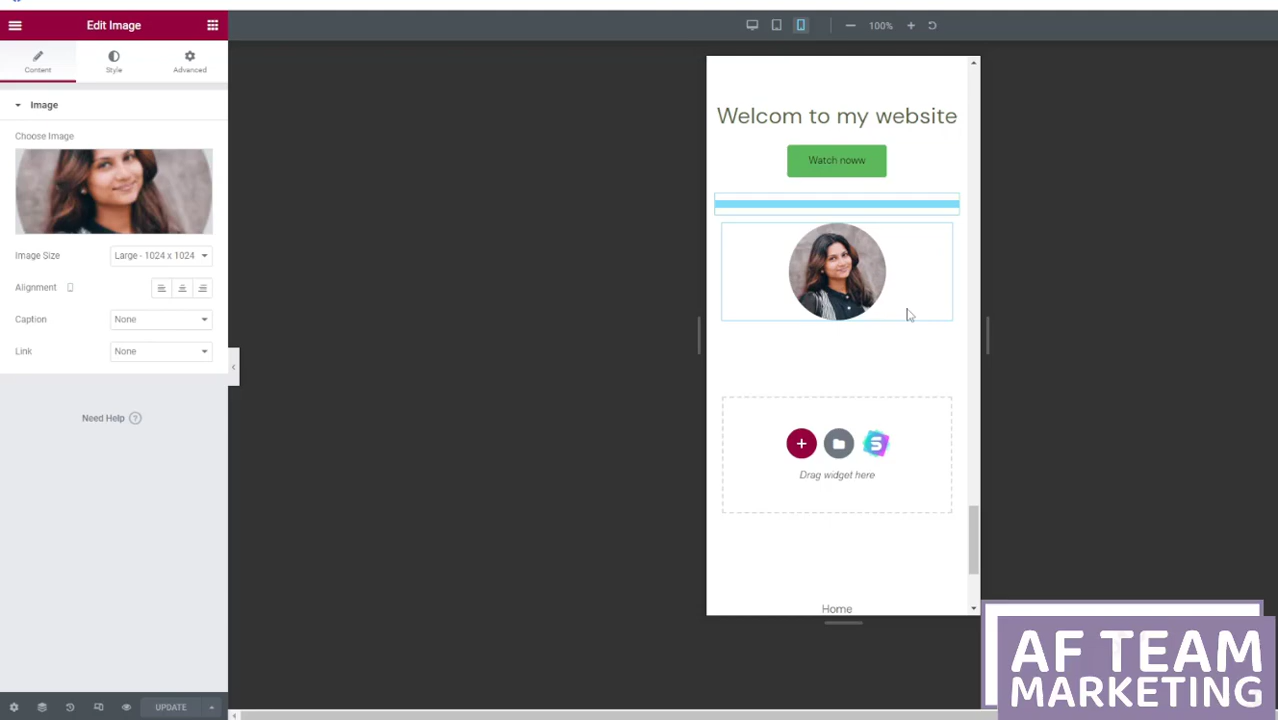 Edit Image
100%
Content
Style
Advanced
Image
Choose Image
Image Size
Large - 1024 x 1024
Alignment
Caption
None
Link
None
Need Help ?
UPDATE
Welcom to my website
Watch noww
Drag widget here
Home
AF TEAM
MARKETING